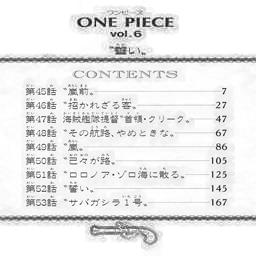 ワンピース
ONE PIECE
vol.6
"誓い。
CONTENTS
第45話 "嵐前。 7
第46話 "招かれざる客。 27
第47話 海賊艦隊提督"首領・クリーク。 47
第48話 "その航路、やめときな。 67
第49話 "嵐。 86
第50話 "己々が路。 105
第51話 "ロロノア・ゾロ海に散る。 125
第52話 "誓い。 145
第53話 "サバガシラ1号。 167